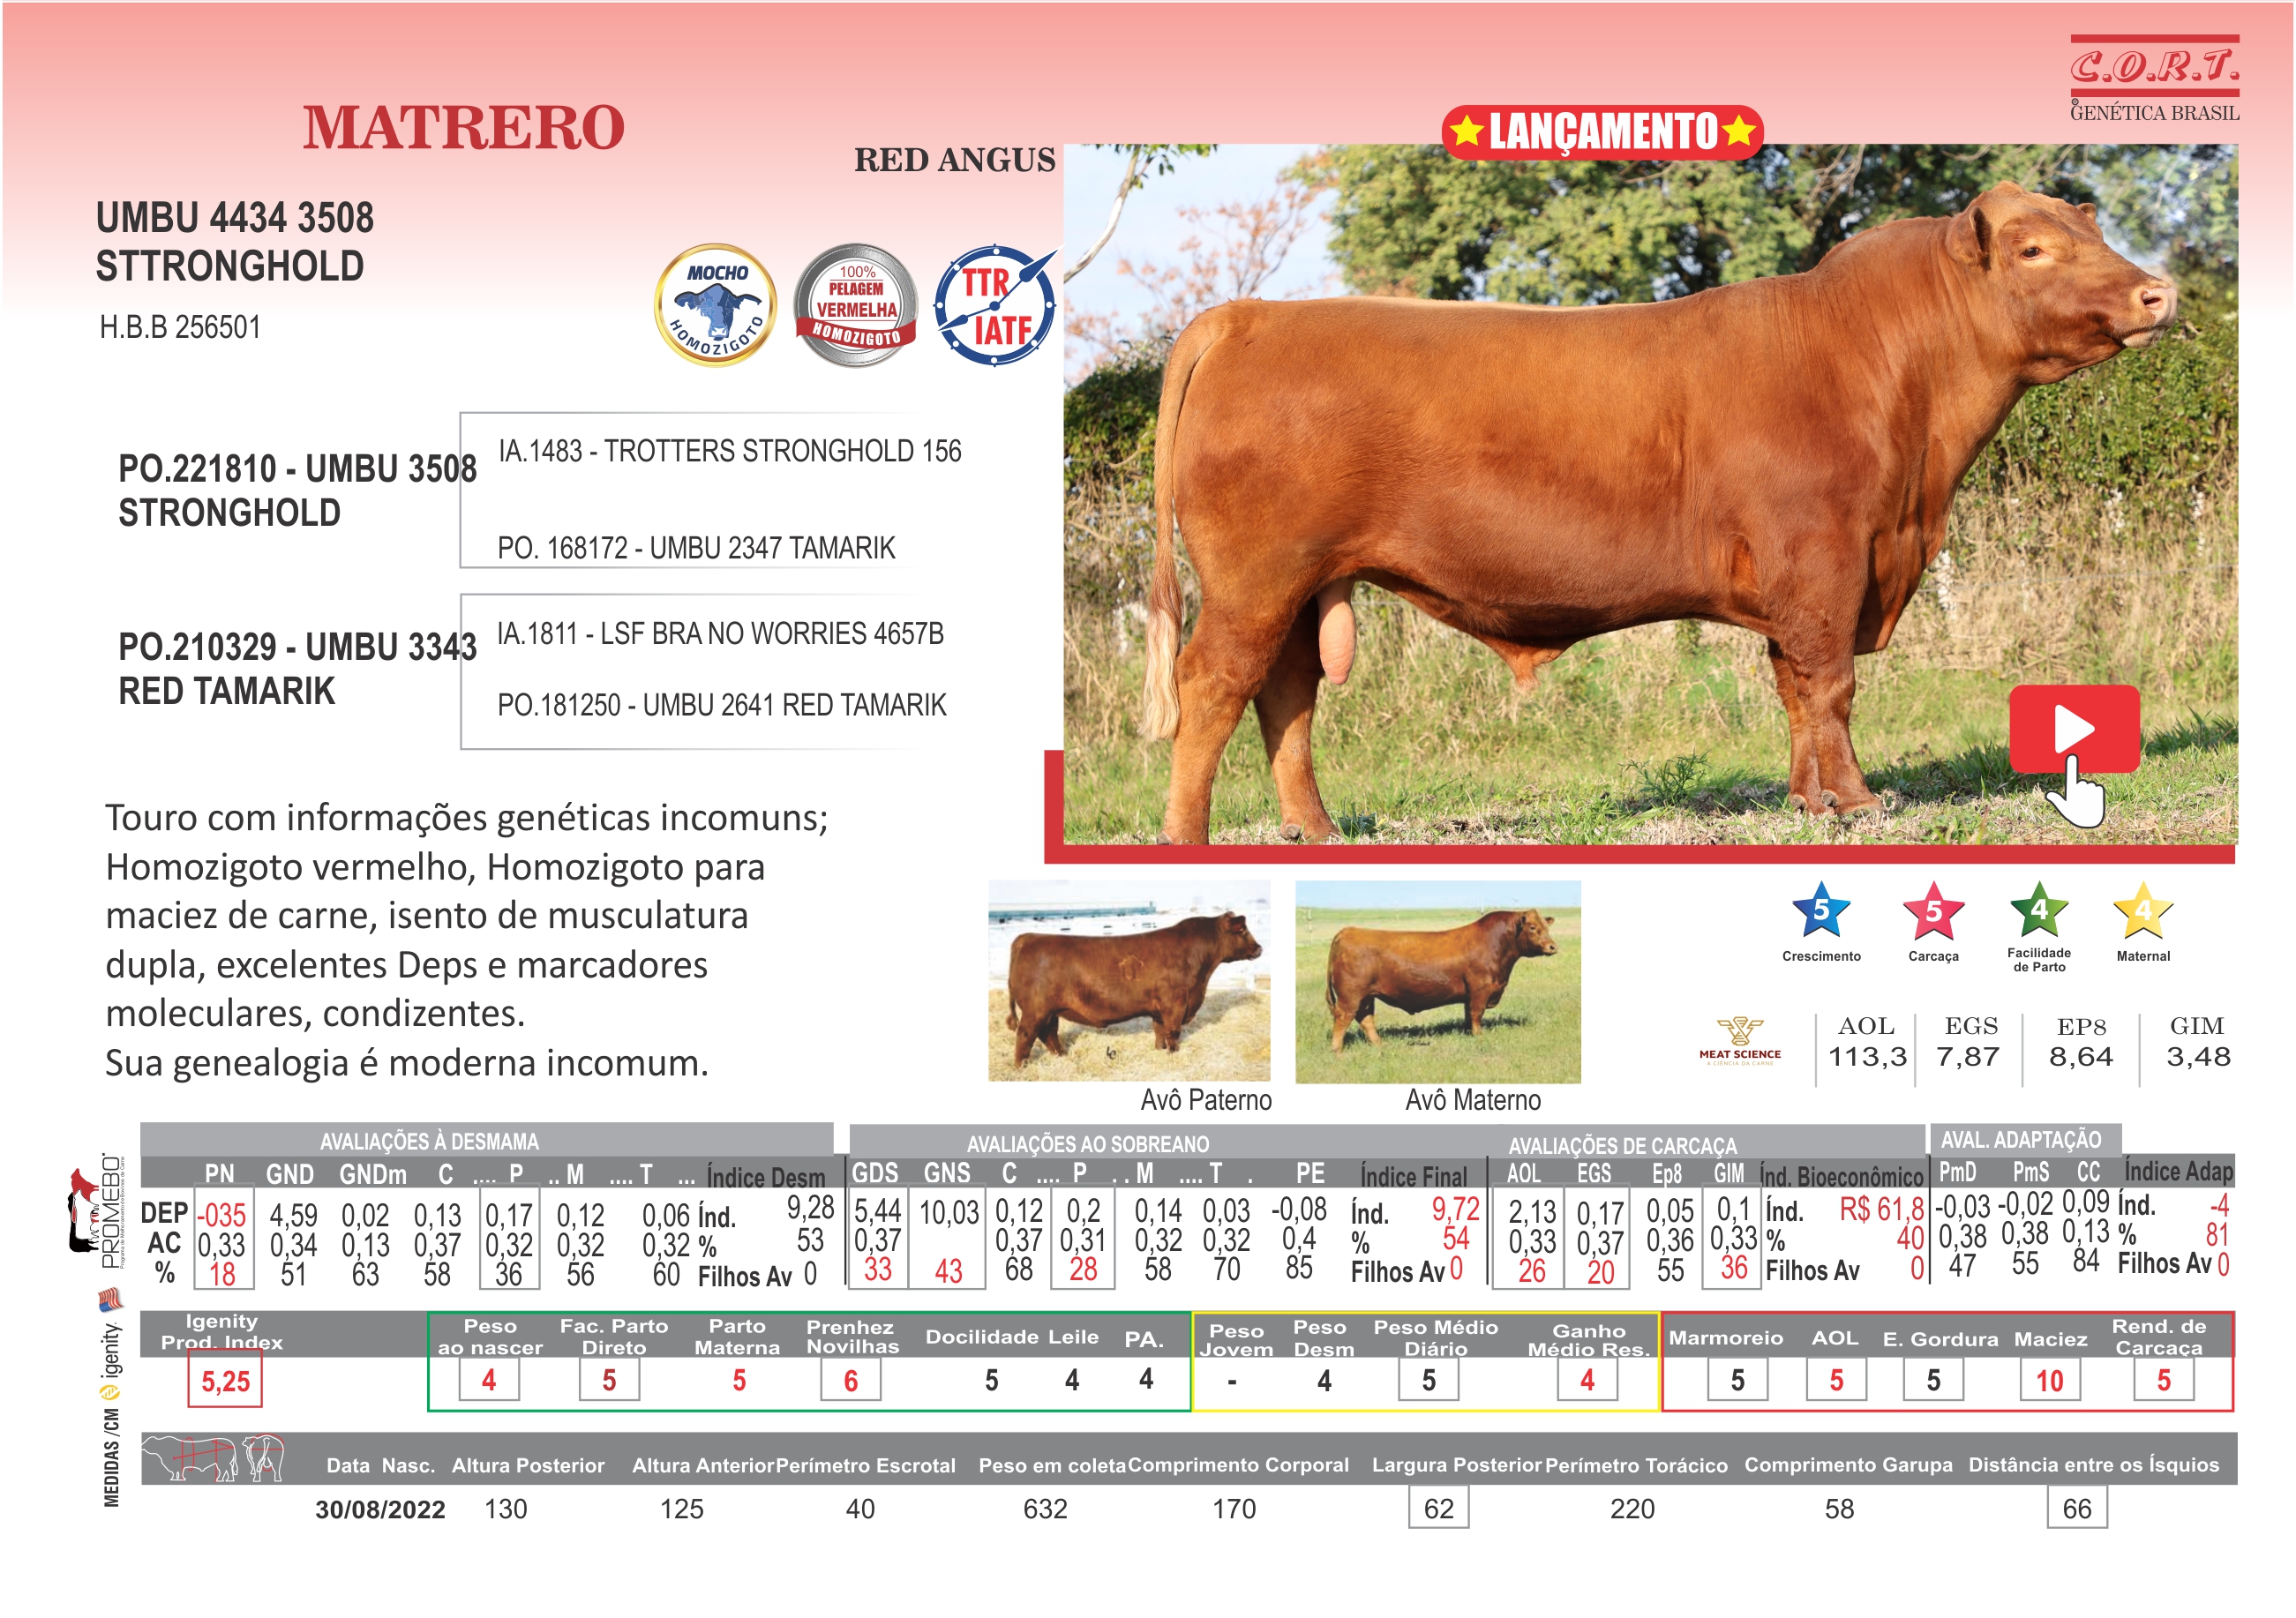 C.O.R.T.
GENÉTICA BRASIL
MATRERO
LANÇAMENTO
RED ANGUS
UMBU 4434 3508
STTRONGHOLD
H.B.B 256501
MOCHO
HOMOZIGOTO
100%
PELAGEM
VERMELHA
HOMOZIGOTO
TTR
IATF
PO.221810 - UMBU 3508
STRONGHOLD
IA.1483 - TROTTERS STRONGHOLD 156
PO. 168172 - UMBU 2347 TAMARIK
PO.210329 - UMBU 3343
RED TAMARIK
IA.1811 - LSF BRA NO WORRIES 4657B
PO.181250 - UMBU 2641 RED TAMARIK
Touro com informações genéticas incomuns;
Homozigoto vermelho, Homozigoto para
maciez de carne, isento de musculatura
dupla, excelentes Deps e marcadores
moleculares, condizentes.
Sua genealogia é moderna incomum.
Avô Paterno
Avô Materno
5 5 4 4
Crescimento Carcaça Facilidade de Parto Maternal
MEAT SCIENCE
A CIÊNCIA DA CARNE
AOL EGS EP8 GIM
113,3 7,87 8,64 3,48
PROMEBO
AVALIAÇÕES À DESMAMA AVALIAÇÕES AO SOBREANO AVALIAÇÕES DE CARCAÇA AVAL. ADAPTAÇÃO
PN GND GNDm C .... P .. M .... T ... Índice Desm GDS GNS C .... P . . M .... T . PE Índice Final AOL EGS Ep8 GIM Índ. Bioeconômico PmD PmS CC Índice Adap
DEP -035 4,59 0,02 0,13 0,17 0,12 0,06 Índ. 9,28 5,44 10,03 0,12 0,2 0,14 0,03 -0,08 Índ. 9,72 2,13 0,17 0,05 0,1 Índ. R$ 61,8 -0,03 -0,02 0,09 Índ. -4
AC 0,33 0,34 0,13 0,37 0,32 0,32 0,32 % 53 0,37 0,37 0,31 0,32 0,32 0,4 % 54 0,33 0,37 0,36 0,33 % 40 0,38 0,38 0,13 % 81
% 18 51 63 58 36 56 60 Filhos Av 0 33 43 68 28 58 70 85 Filhos Av 0 26 20 55 36 Filhos Av 0 47 55 84 Filhos Av 0
igenity
Igenity
Prod. Index
Peso
ao nascer
Fac. Parto
Direto
Parto
Materna
Prenhez
Novilhas
Docilidade Leile PA.
Peso
Jovem
Peso
Desm
Peso Médio
Diário
Ganho
Médio Res.
Marmoreio AOL E. Gordura Maciez
Rend. de
Carcaça
5,25 4 5 5 6 5 4 4 - 4 5 4 5 5 5 10 5
MEDIDAS /CM
Data Nasc. Altura Posterior Altura Anterior Perímetro Escrotal Peso em coleta Comprimento Corporal Largura Posterior Perímetro Torácico Comprimento Garupa Distância entre os Ísquios
30/08/2022 130 125 40 632 170 62 220 58 66